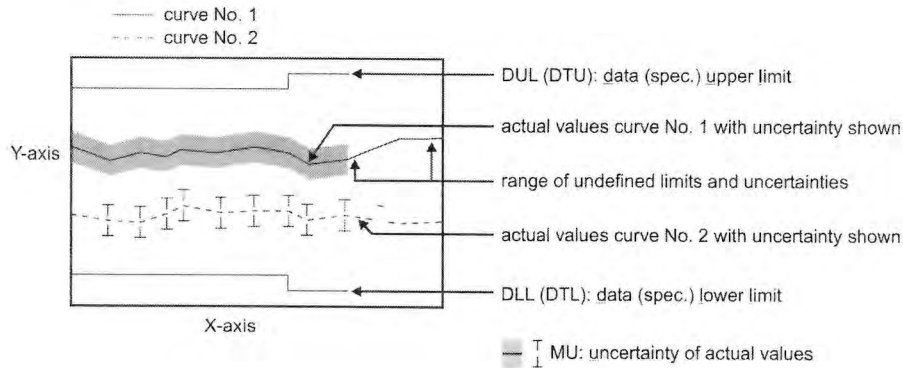 curve No. 1
curve No. 2
DUL (DTU): data (spec.) upper limit
actual values curve No. 1 with uncertainty shown
Y-axis
range of undefined limits and uncertainties
actual values curve No. 2 with uncertainty shown
DLL (DTL): data (spec.) lower limit
X-axis
MU: uncertainty of actual values